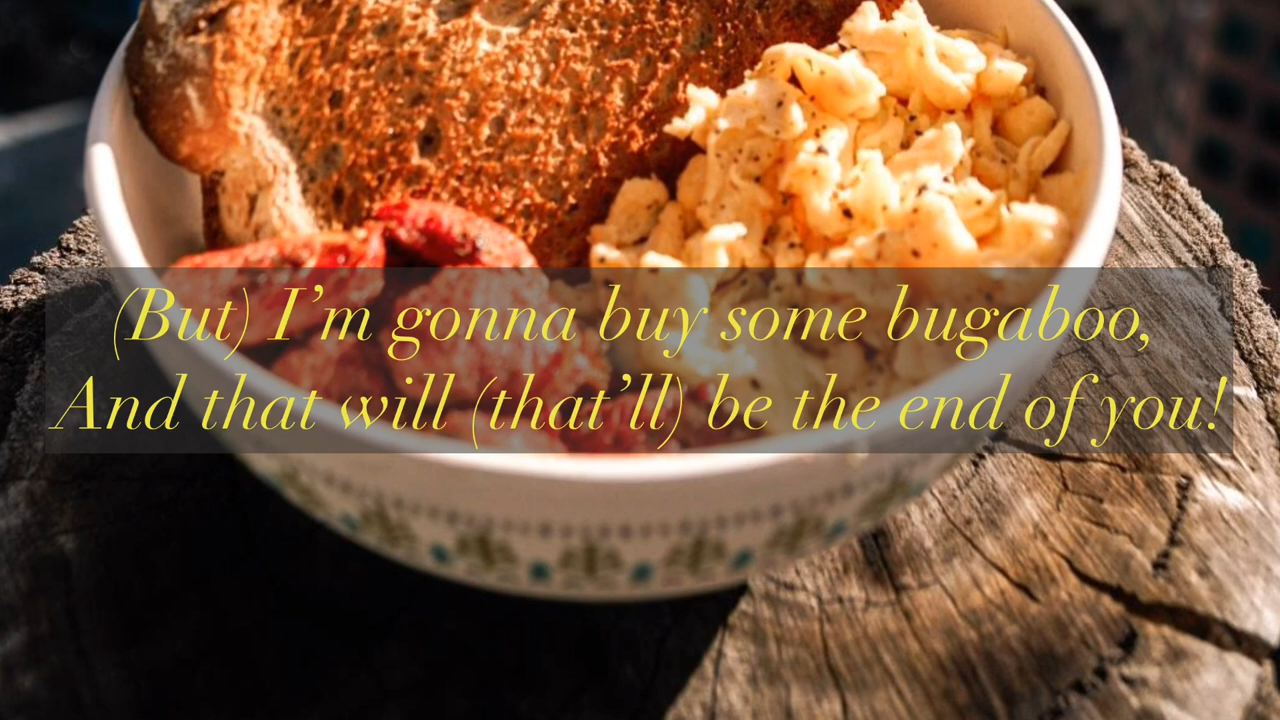 (But) I’m gonna buy some bugaboo,
And that will (that’ll) be the end of you!